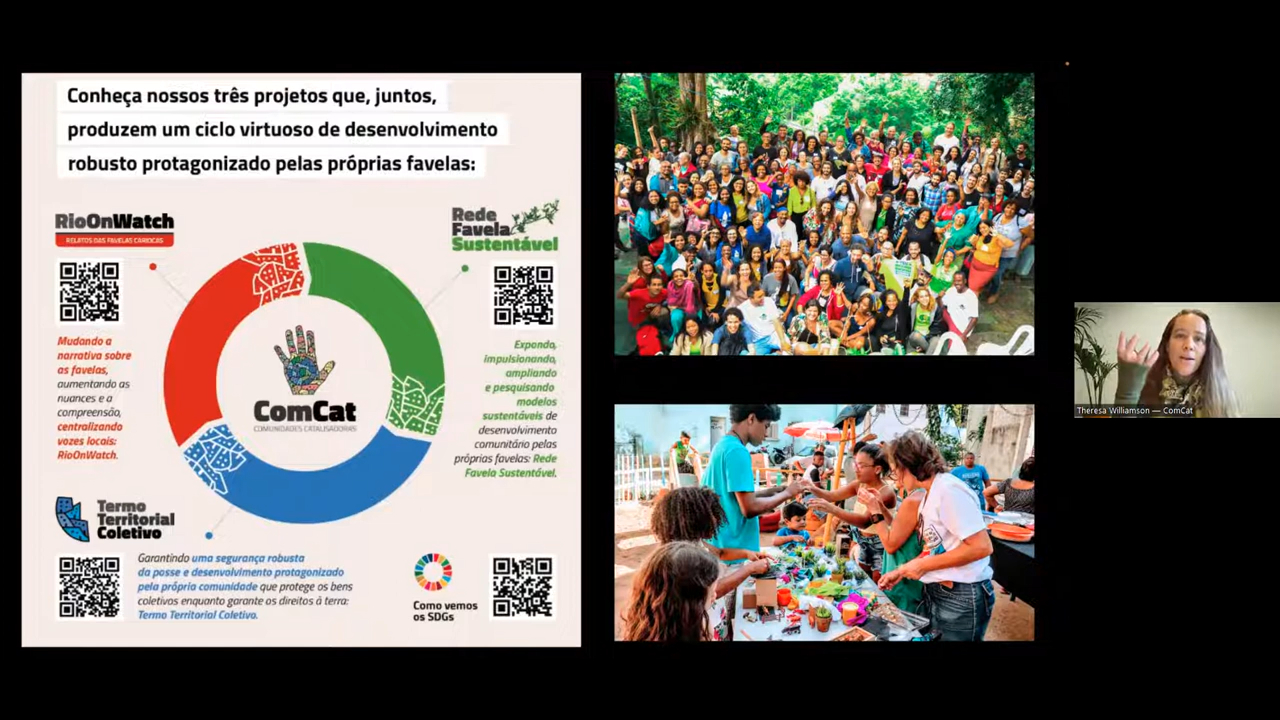 Conheça nossos três projetos que, juntos,
produzem um ciclo virtuoso de desenvolvimento
robusto protagonizado pelas próprias favelas:
RioOnWatch
RELATOS DAS FAVELAS CARIOCAS
Mudando a
narrativa sobre
as favelas,
aumentando as
nuances e a
compreensão,
centralizando
vozes locais:
RioOnWatch.
Rede
Favela
Sustentável
Expondo,
impulsionando,
ampliando
e pesquisando
modelos
sustentáveis de
desenvolvimento
comunitário pelas
próprias favelas: Rede
Favela Sustentável.
ComCat
COMUNIDADES CATALISADORAS
Termo
Territorial
Coletivo
Garantindo uma segurança robusta
da posse e desenvolvimento protagonizado
pela própria comunidade que protege os bens
coletivos enquanto garante os direitos à terra:
Termo Territorial Coletivo.
Como vemos
os SDGs
Theresa Williamson — ComCat